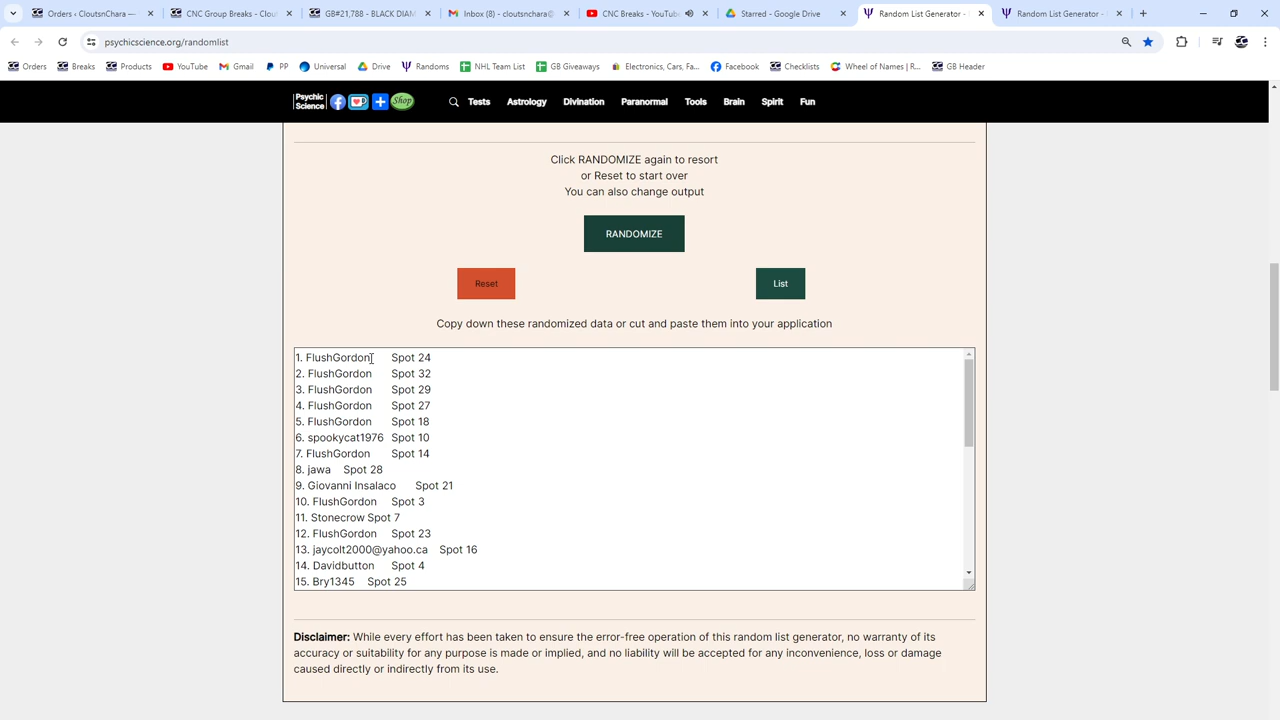 Orders ‹ CloutsnChara —
CNC Group Breaks - Clou
GB#21,788 - BLACK DIAM
Inbox (8) - cloutsnchara@
CNC Breaks - YouTube
Starred - Google Drive
Random List Generator -
Random List Generator -
psychicscience.org/randomlist
Orders
Breaks
Products
YouTube
Gmail
PP
Universal
Drive
Randoms
NHL Team List
GB Giveaways
Electronics, Cars, Fa...
Facebook
Checklists
Wheel of Names | R...
GB Header
Psychic
Science
Shop
Tests
Astrology
Divination
Paranormal
Tools
Brain
Spirit
Fun
Click RANDOMIZE again to resort
or Reset to start over
You can also change output
RANDOMIZE
Reset
List
Copy down these randomized data or cut and paste them into your application
1. FlushGordon Spot 24
2. FlushGordon Spot 32
3. FlushGordon Spot 29
4. FlushGordon Spot 27
5. FlushGordon Spot 18
6. spookycat1976 Spot 10
7. FlushGordon Spot 14
8. jawa Spot 28
9. Giovanni Insalaco Spot 21
10. FlushGordon Spot 3
11. Stonecrow Spot 7
12. FlushGordon Spot 23
13. jaycolt2000@yahoo.ca Spot 16
14. Davidbutton Spot 4
15. Bry1345 Spot 25
Disclaimer: While every effort has been taken to ensure the error-free operation of this random list generator, no warranty of its
accuracy or suitability for any purpose is made or implied, and no liability will be accepted for any inconvenience, loss or damage
caused directly or indirectly from its use.